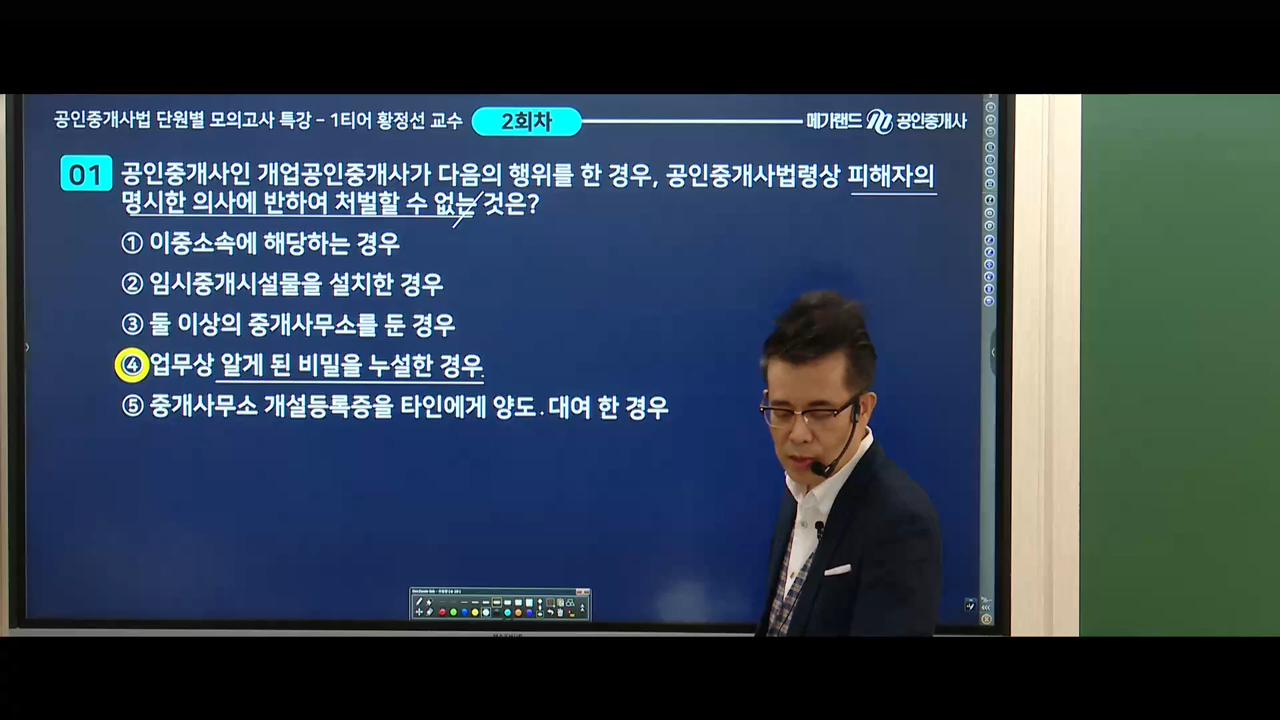 공인중개사법 단원별 모의고사 특강 – 1티어 황정선 교수 2회차 메가랜드 공인중개사
01 공인중개사인 개업공인중개사가 다음의 행위를 한 경우, 공인중개사법령상 피해자의
명시한 의사에 반하여 처벌할 수 없는 것은?
① 이중소속에 해당하는 경우
② 임시중개시설물을 설치한 경우
③ 둘 이상의 중개사무소를 둔 경우
④ 업무상 알게 된 비밀을 누설한 경우.
⑤ 중개사무소 개설등록증을 타인에게 양도.대여 한 경우